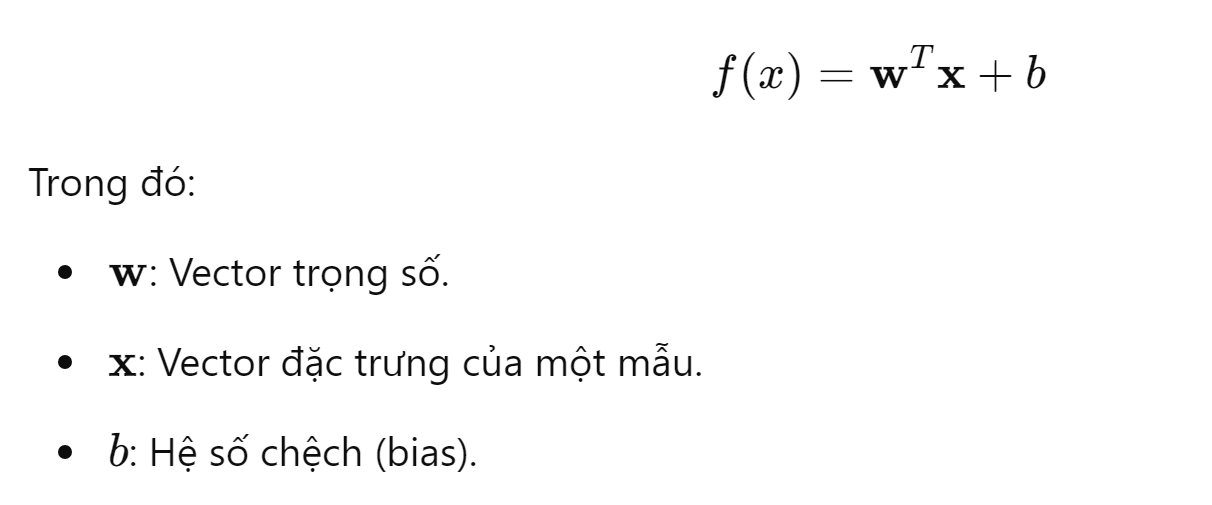 f(x) = w^T x + b
Trong đó:
• w: Vector trọng số.
• x: Vector đặc trưng của một mẫu.
• b: Hệ số chệch (bias).